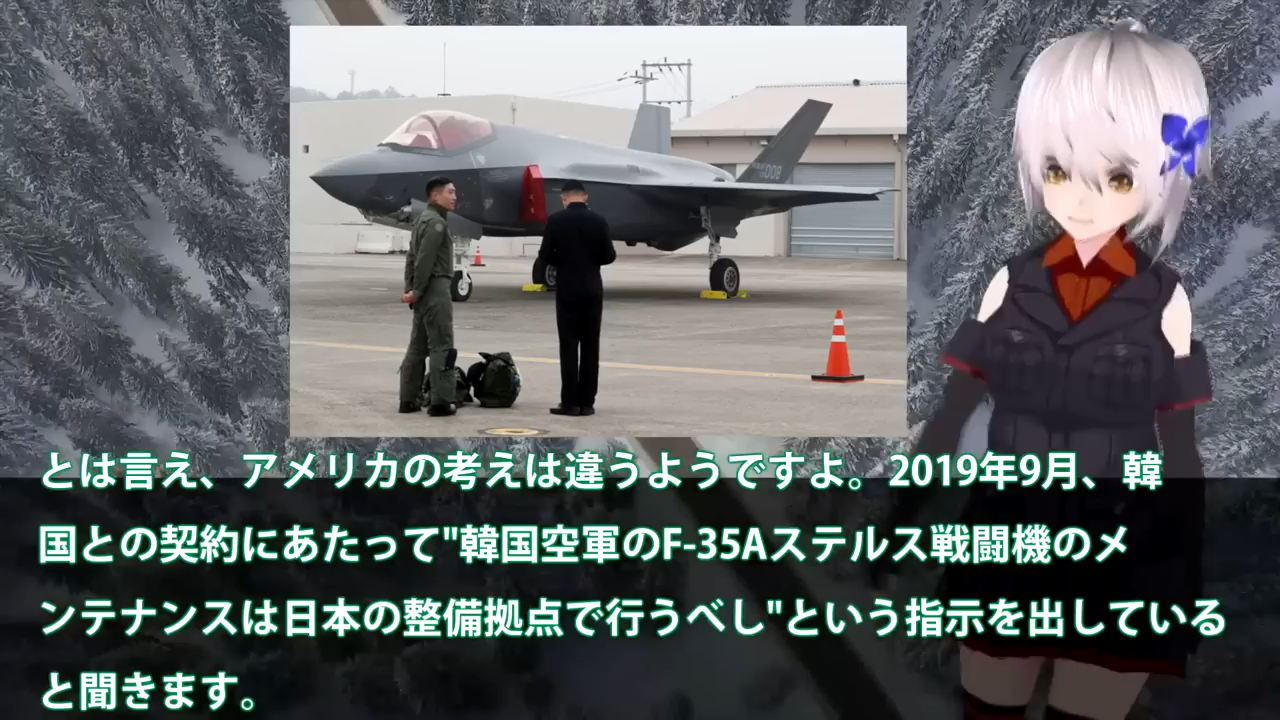 008
とは言え、アメリカの考えは違うようですよ。2019年9月、韓
国との契約にあたって"韓国空軍のF-35Aステルス戦闘機のメ
ンテナンスは日本の整備拠点で行うべし"という指示を出している
と聞きます。